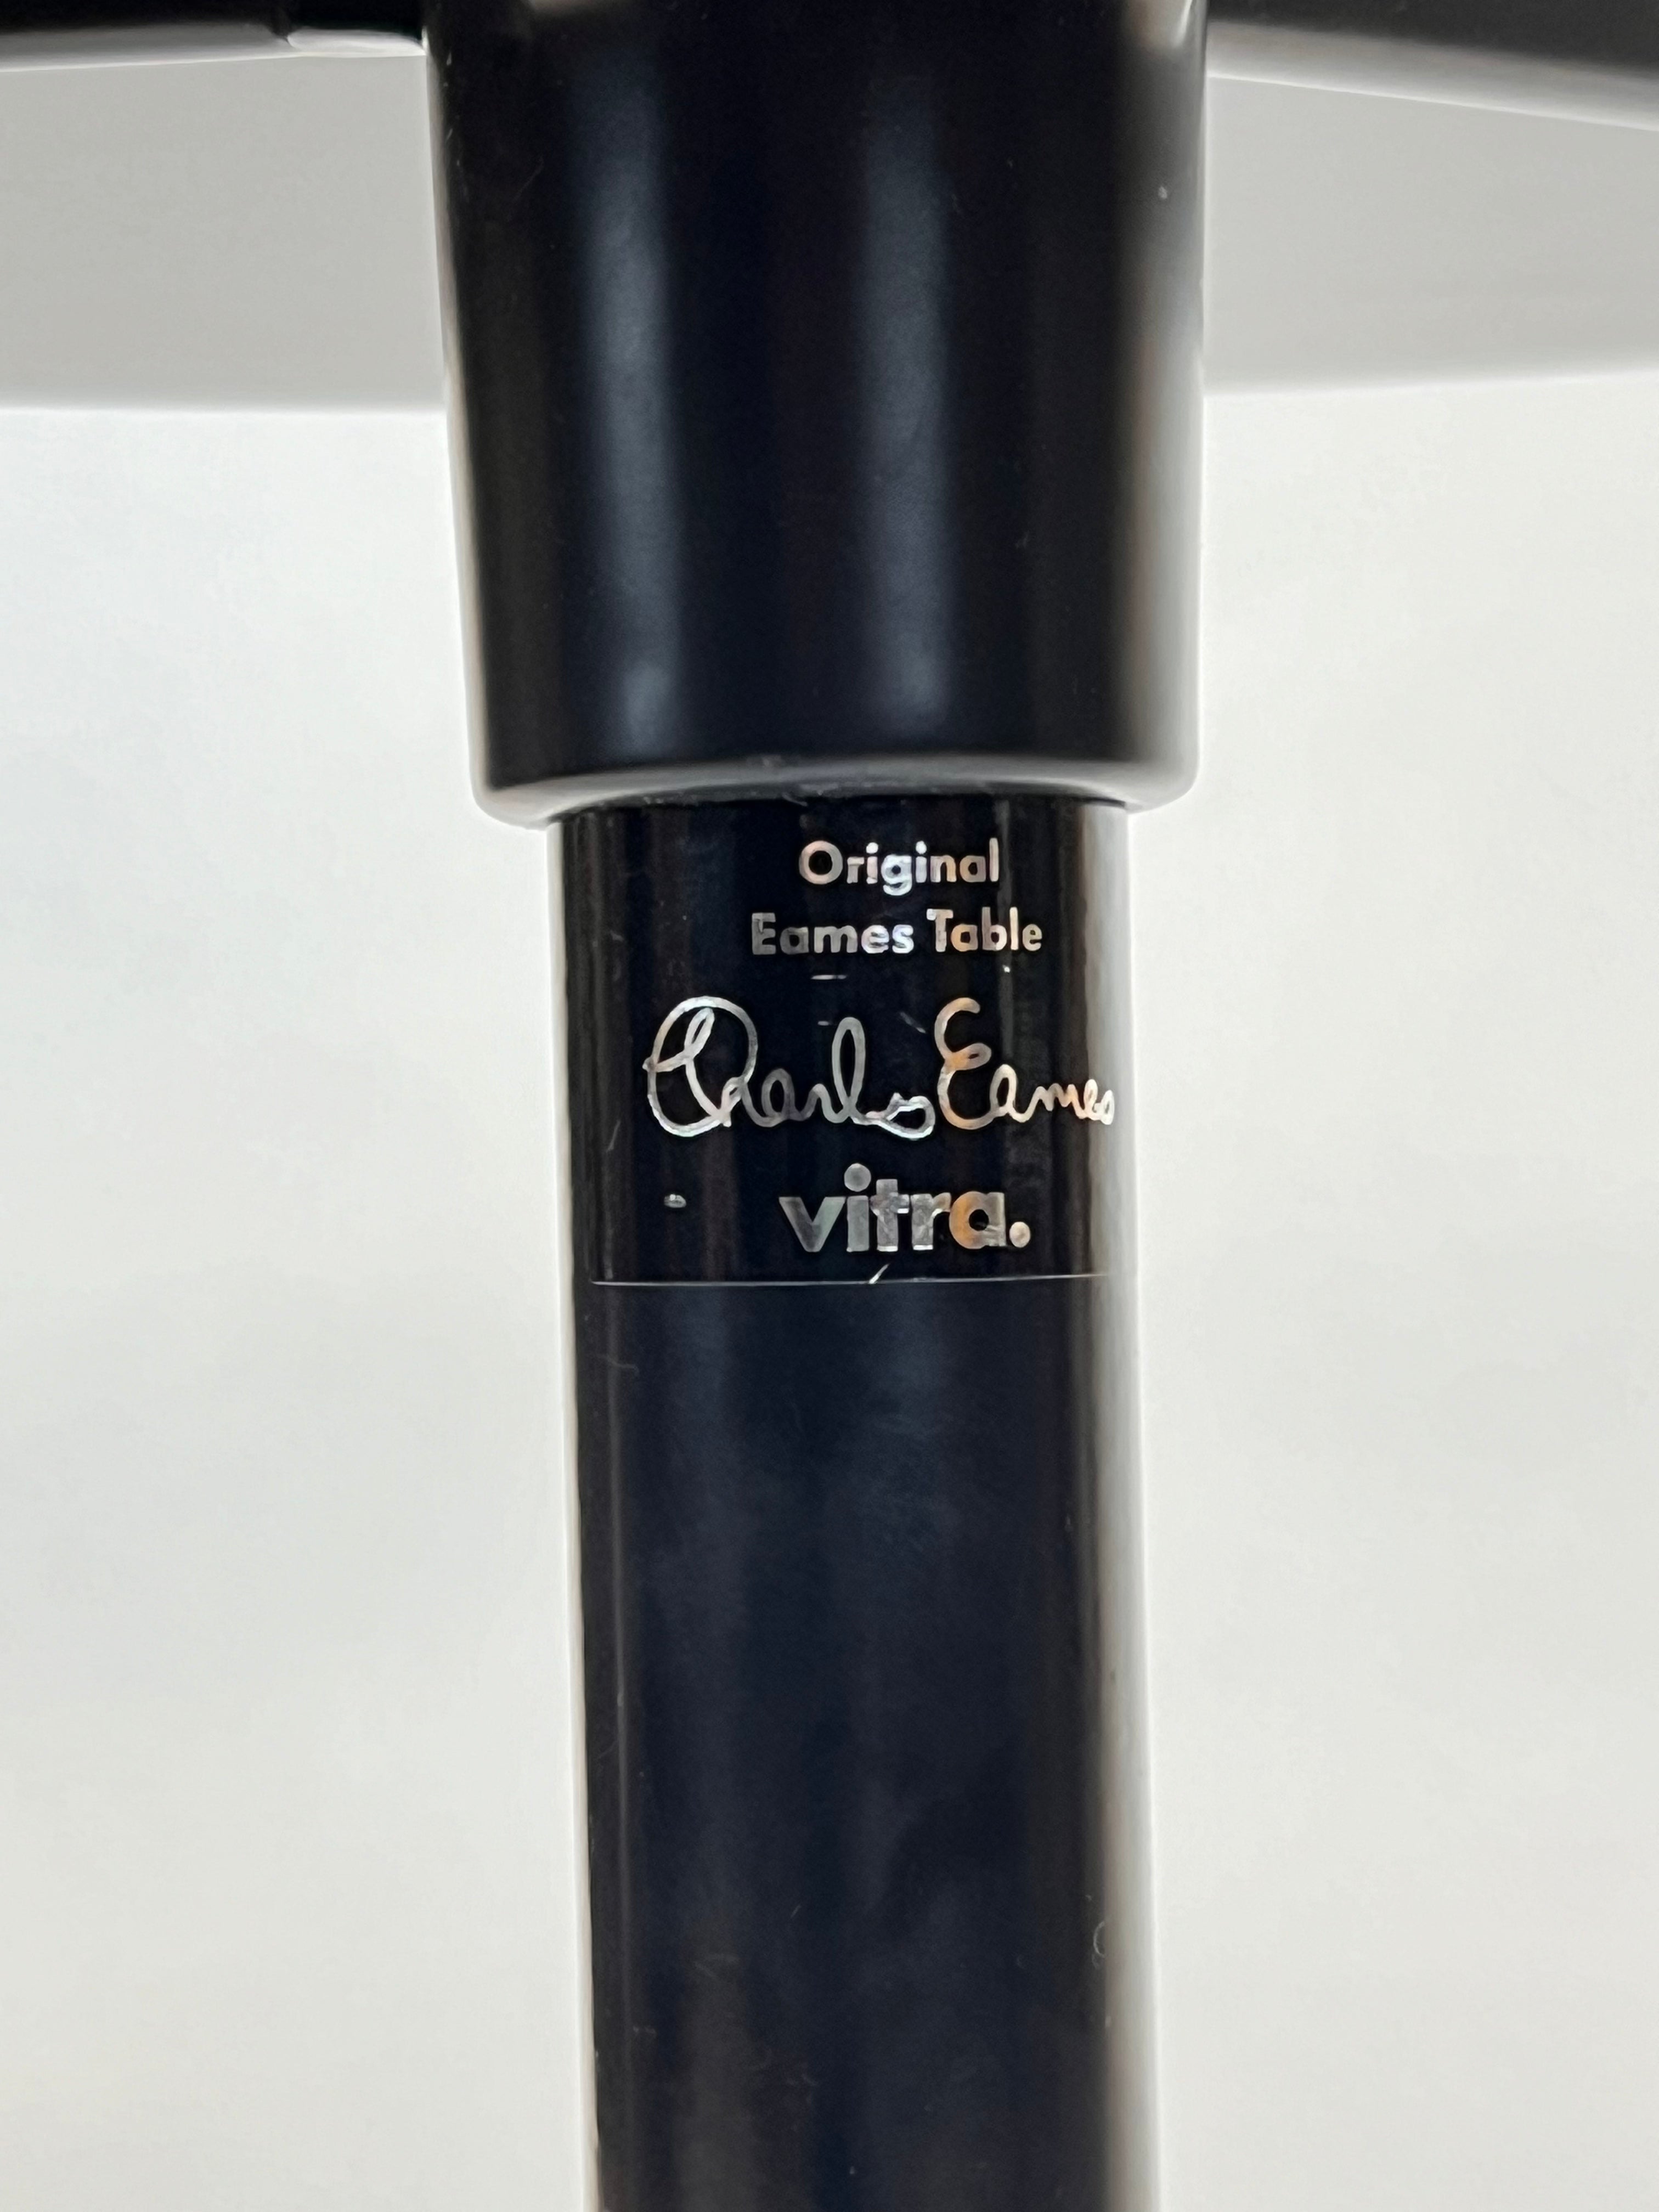 Original
Eames Table
Charles Eames
vitra.